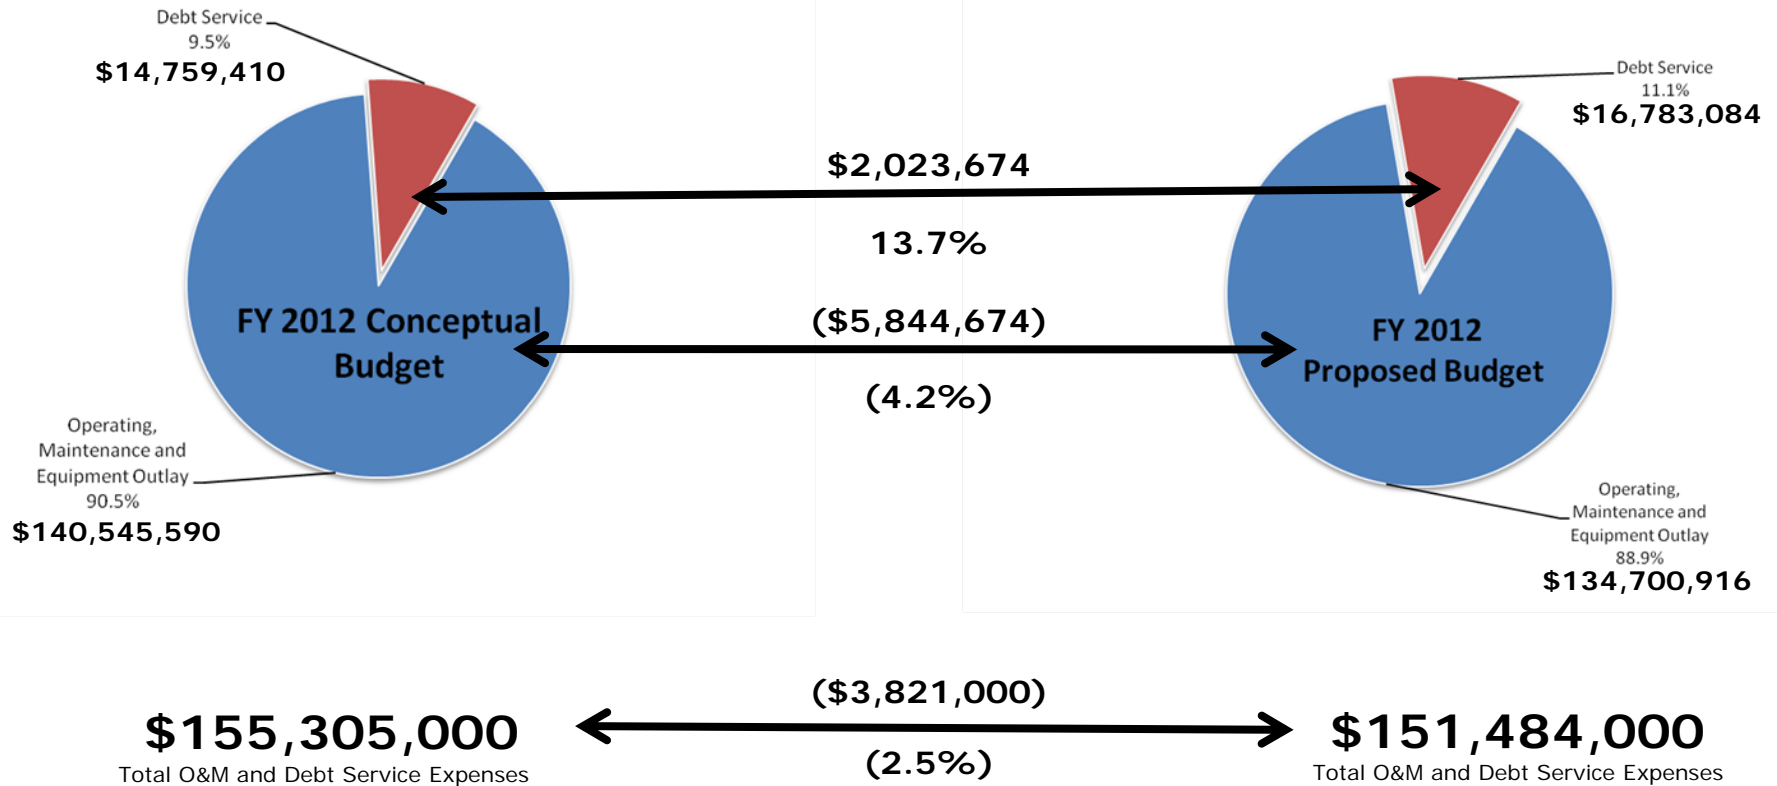 Debt Service
9.5%
$14,759,410
FY 2012 Conceptual
Budget
Operating,
Maintenance and
Equipment Outlay
90.5%
$140,545,590
$2,023,674
13.7%
($5,844,674)
(4.2%)
Debt Service
11.1%
$16,783,084
FY 2012
Proposed Budget
Operating,
Maintenance and
Equipment Outlay
88.9%
$134,700,916
$155,305,000
Total O&M and Debt Service Expenses
($3,821,000)
(2.5%)
$151,484,000
Total O&M and Debt Service Expenses